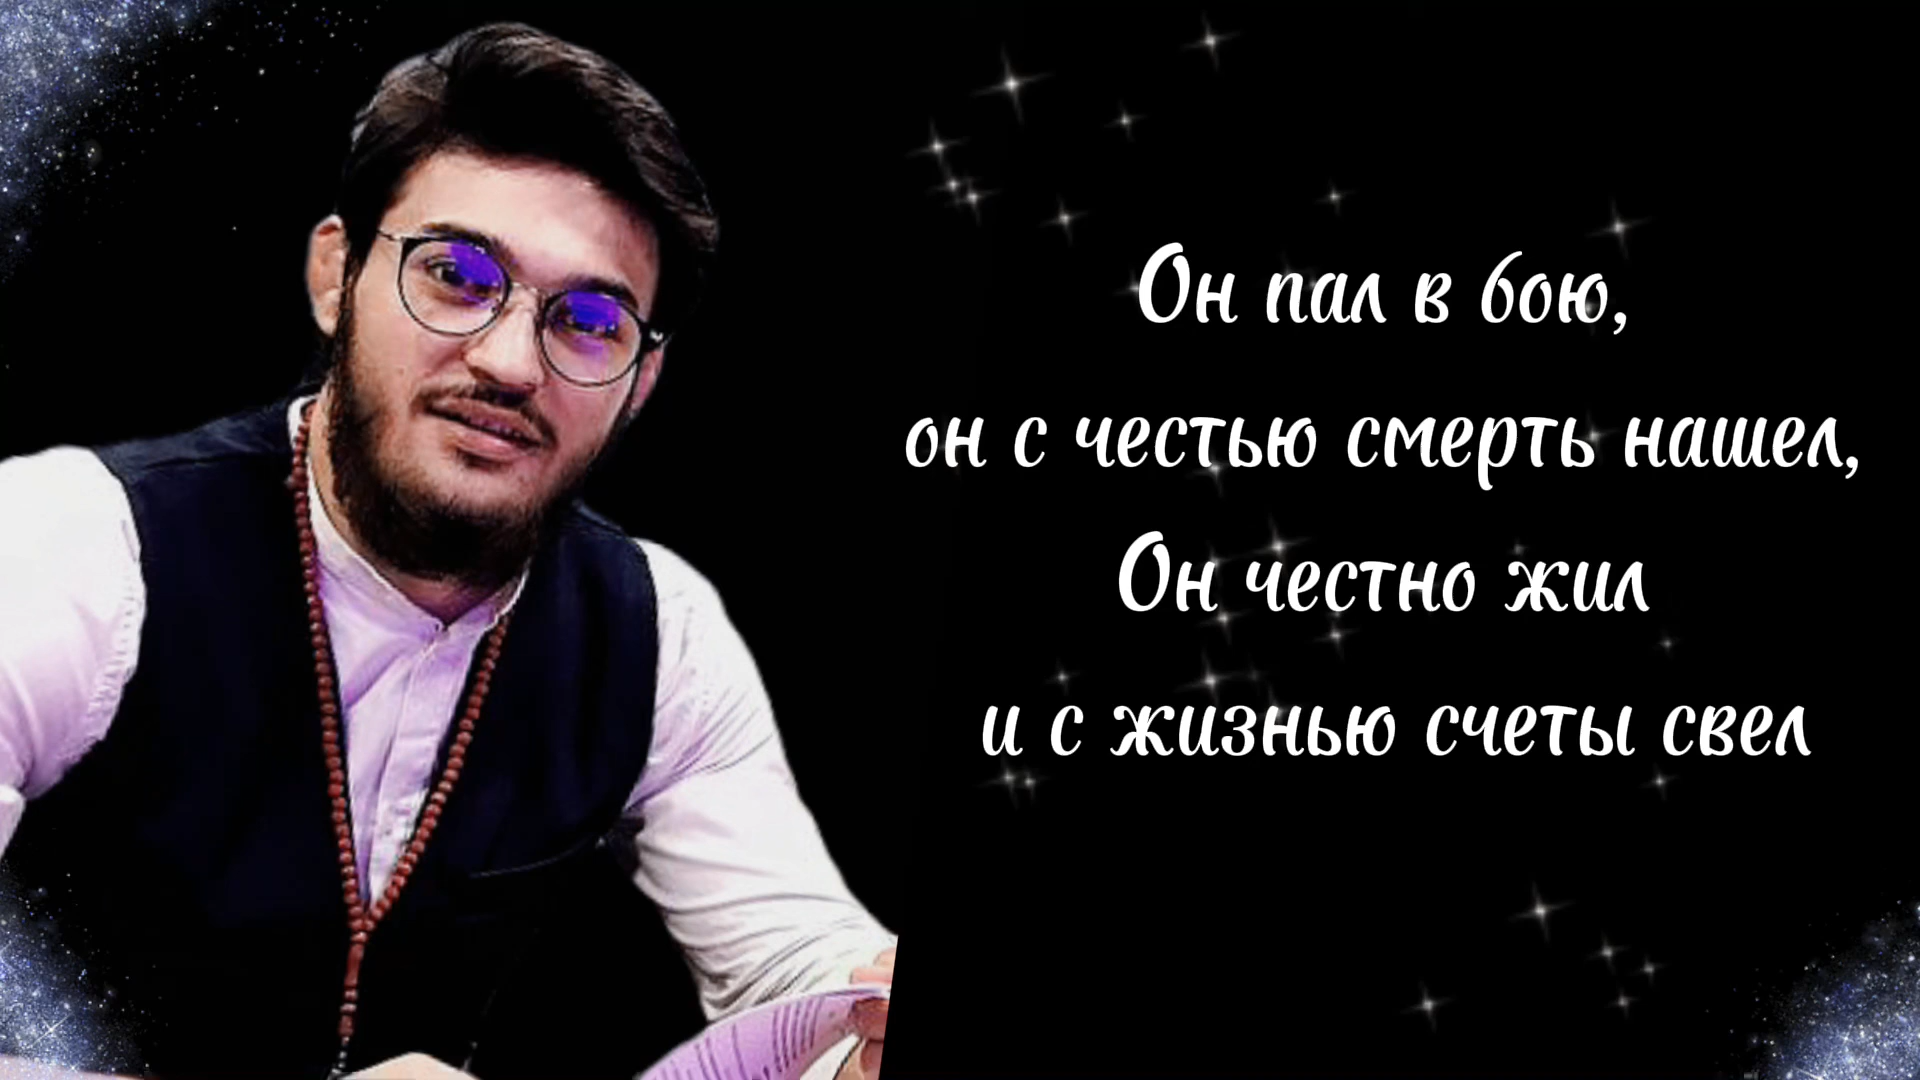 Он пал в бою,
он с честью смерть нашел,
Он честно жил
и с жизнью счеты свел